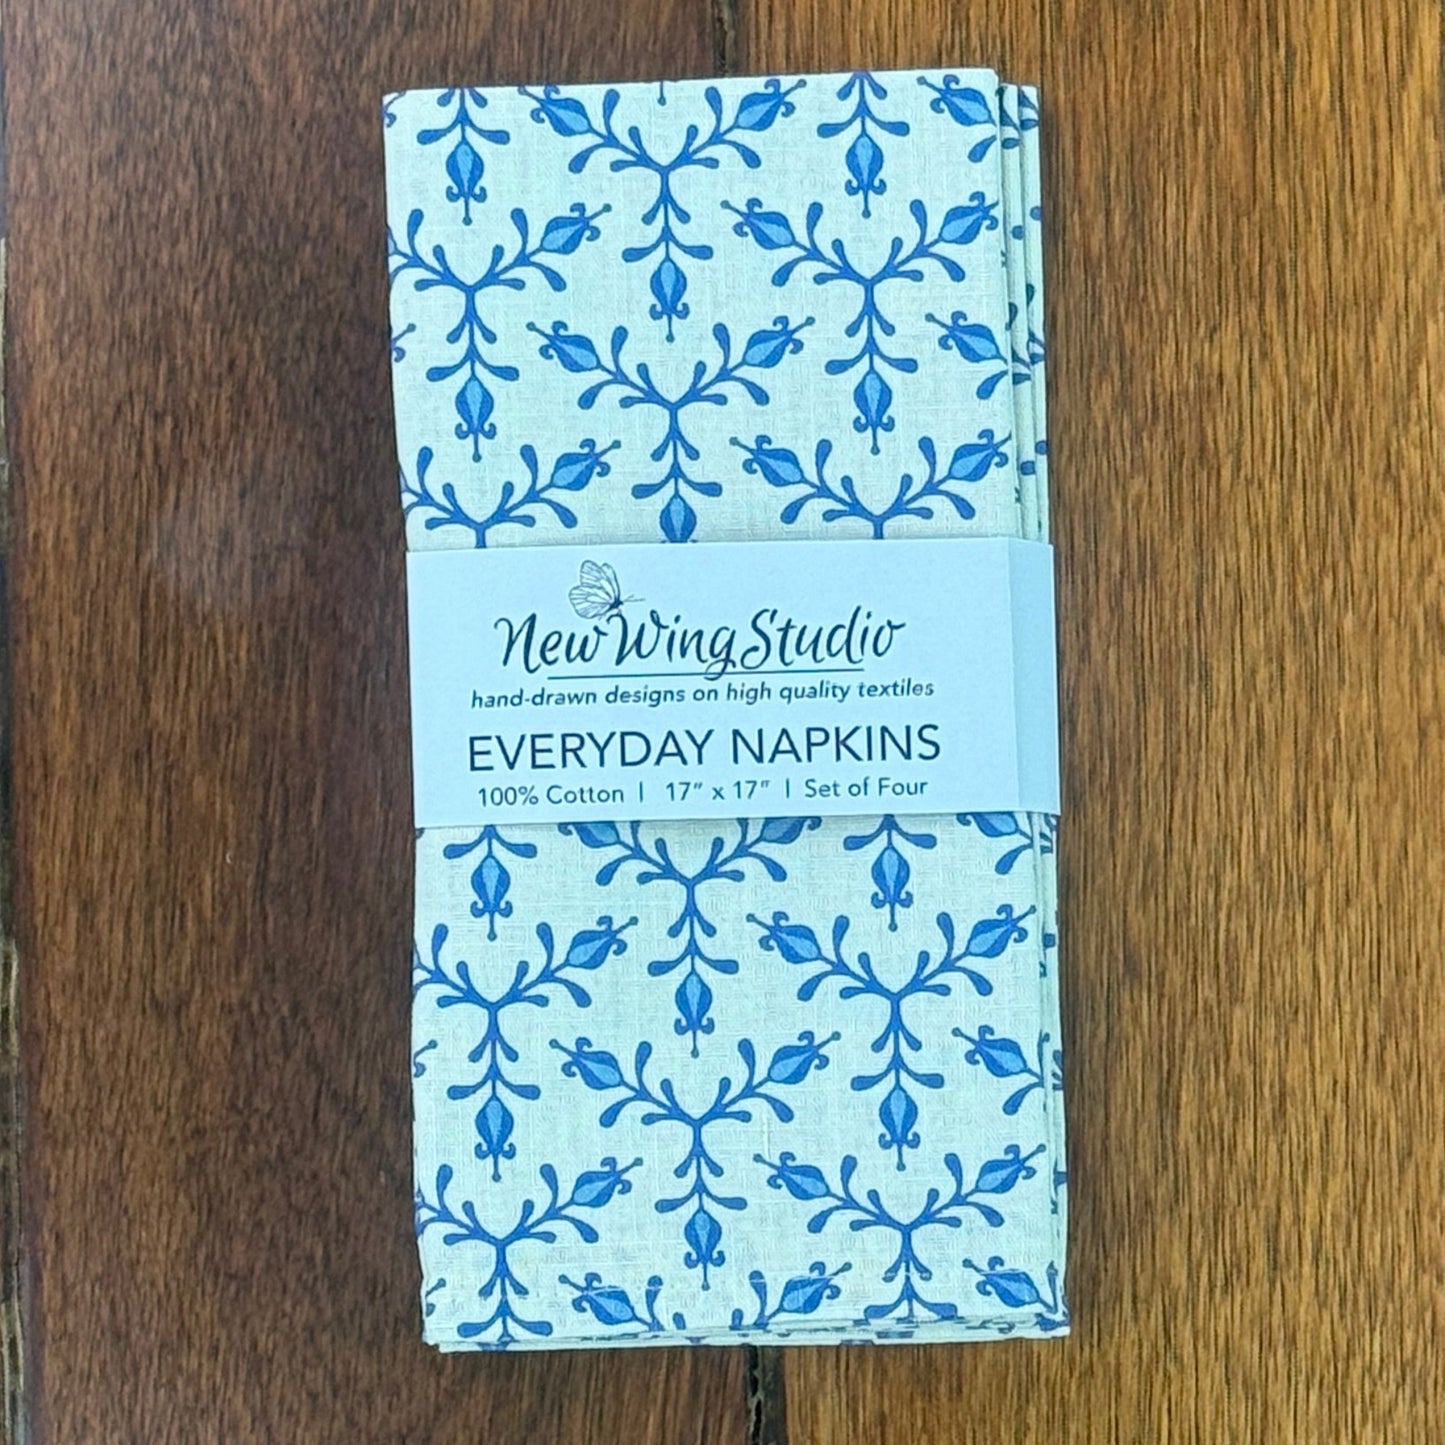 New Wing Studio
hand-drawn designs on high quality textiles
EVERYDAY NAPKINS
100% Cotton | 17" x 17" | Set of Four